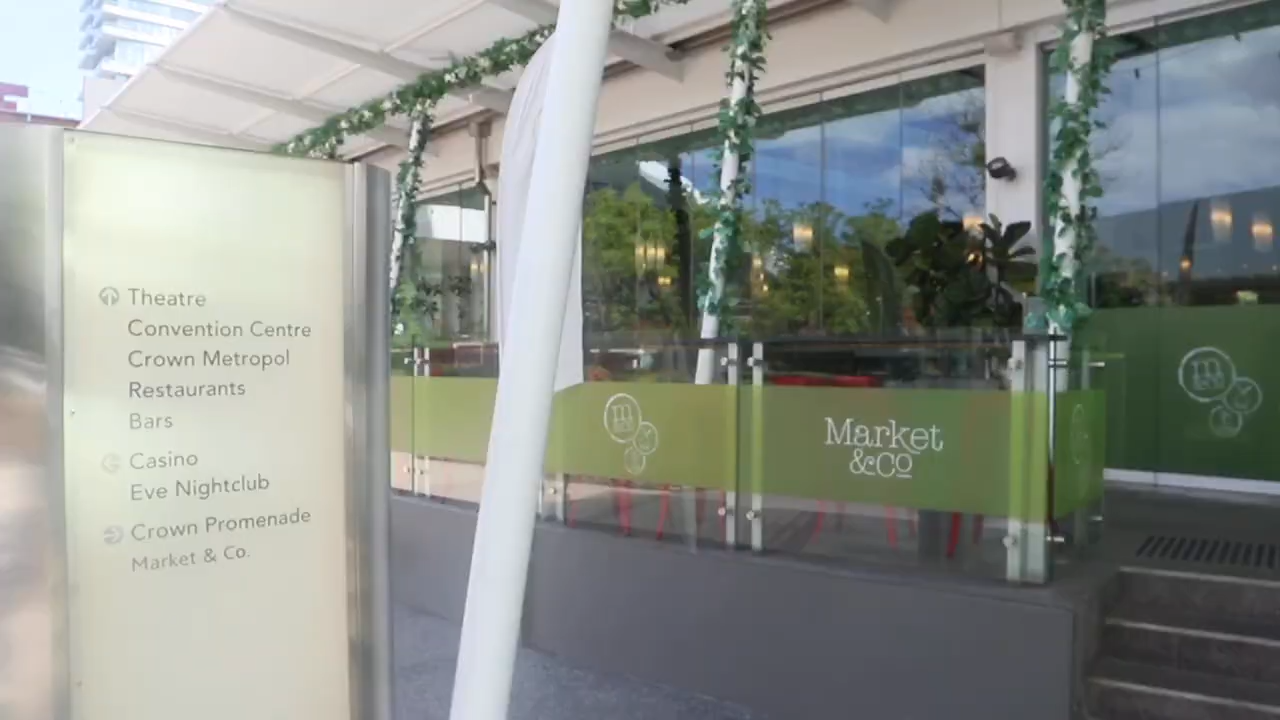 Theatre
Convention Centre
Crown Metropol
Restaurants
Bars
Casino
Eve Nightclub
Crown Promenade
Market & Co.
m
Market
&Co
m